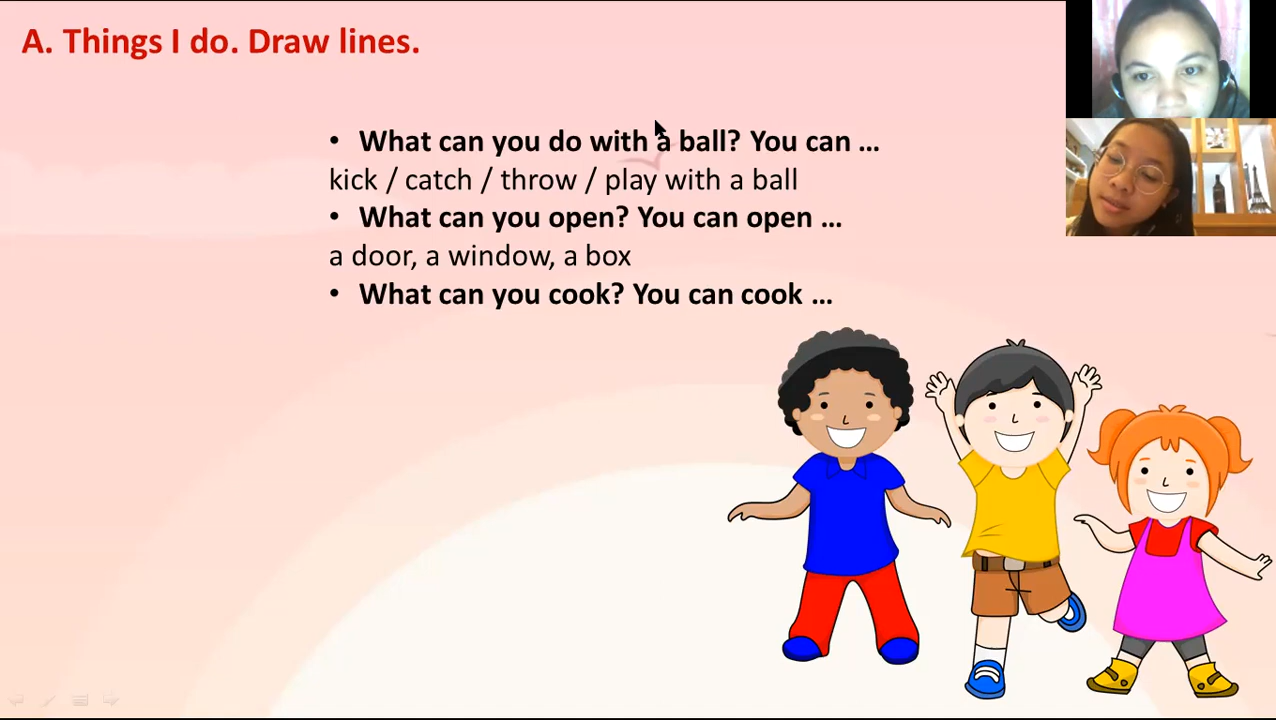 A. Things I do. Draw lines.
• What can you do with a ball? You can ...
kick / catch / throw / play with a ball
• What can you open? You can open ...
a door, a window, a box
• What can you cook? You can cook ...